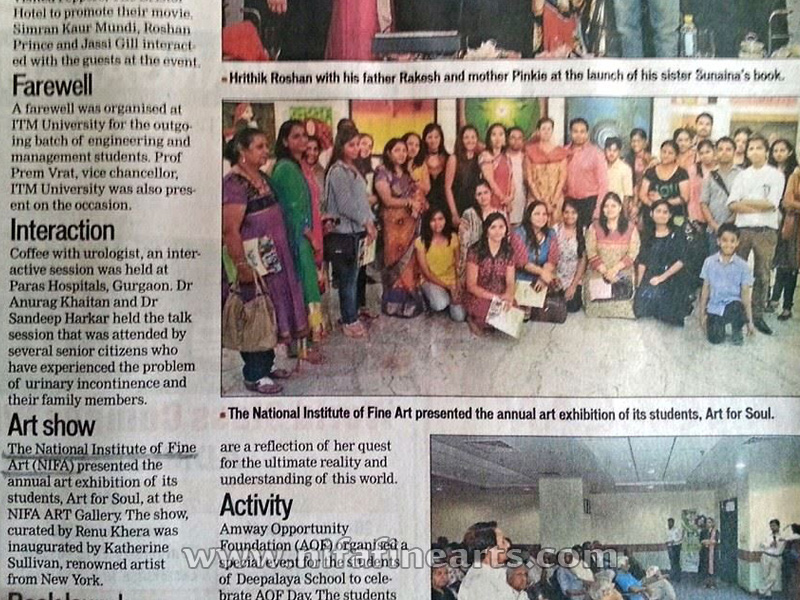 Hotel to promote their movie.
Simran Kaur Mundi, Roshan
Prince and Jassi Gill interact-
ed with the guests at the event.
Farewell
A farewell was organised at
ITM University for the outgo-
ing batch of engineering and
management students. Prof
Prem Vrat, vice chancellor,
ITM University was also pres-
ent on the occasion.
Interaction
Coffee with urologist, an inter-
active session was held at
Paras Hospitals, Gurgaon. Dr
Anurag Khaitan and Dr
Sandeep Harkar held the talk
session that was attended by
several senior citizens who
have experienced the problem
of urinary incontinence and
their family members.
Art show
The National Institute of Fine
Art (NIFA) presented the
annual art exhibition of its
students, Art for Soul, at the
NIFA ART Gallery. The show,
curated by Renu Khera was
inaugurated by Katherine
Sullivan, renowned artist
from New York.
Hrithik Roshan with his father Rakesh and mother Pinkie at the launch of his sister Sunaina's book.
The National Institute of Fine Art presented the annual art exhibition of its students, Art for Soul.
are a reflection of her quest
for the ultimate reality and
understanding of this world.
Activity
Amway Opportunity
Foundation (AOF) organised a
special event for the students
of Deepalaya School to cele-
brate AOF Day. The students
www.nifafinearts.com